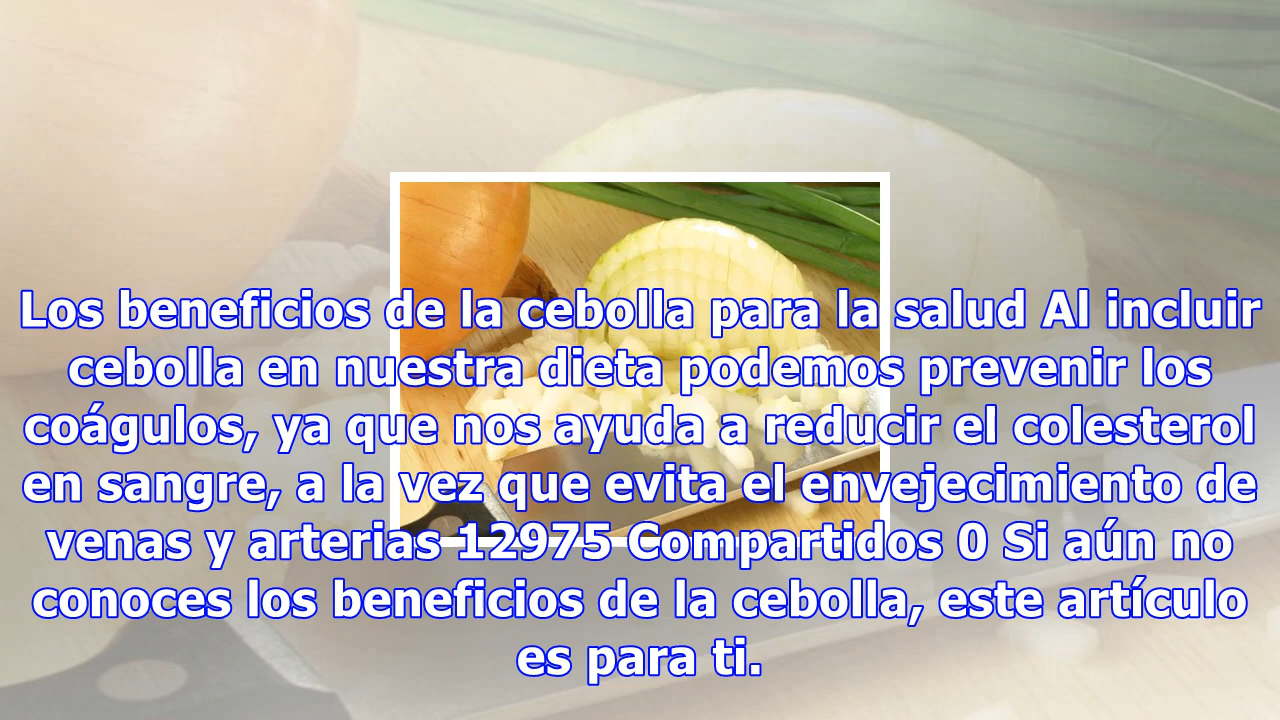 Los beneficios de la cebolla para la salud Al incluir
cebolla en nuestra dieta podemos prevenir los
coágulos, ya que nos ayuda a reducir el colesterol
en sangre, a la vez que evita el envejecimiento de
venas y arterias 12975 Compartidos 0 Si aún no
conoces los beneficios de la cebolla, este artículo
es para ti.